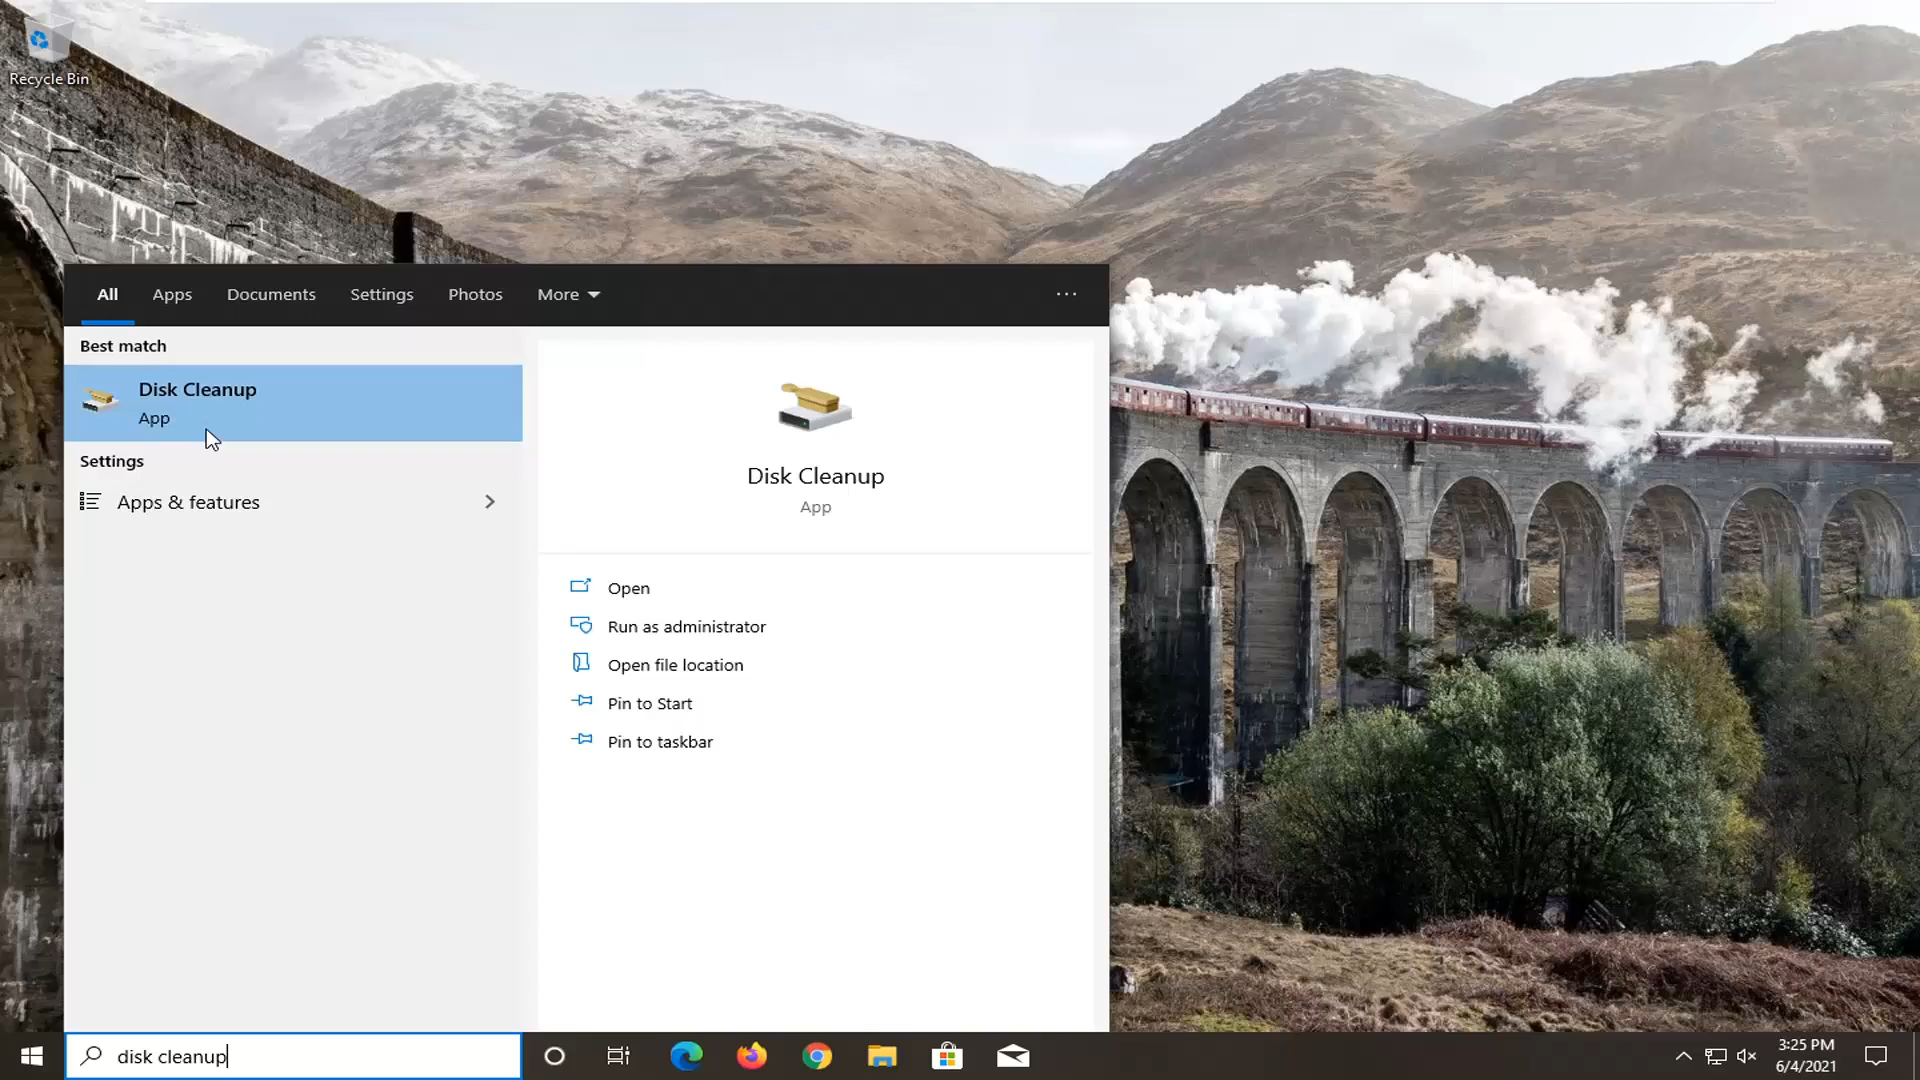 Recycle Bin
All Apps Documents Settings Photos More
Best match
Disk Cleanup
App
Settings
Apps & features
Disk Cleanup
App
Open
Run as administrator
Open file location
Pin to Start
Pin to taskbar
disk cleanup
3:25 PM
6/4/2021